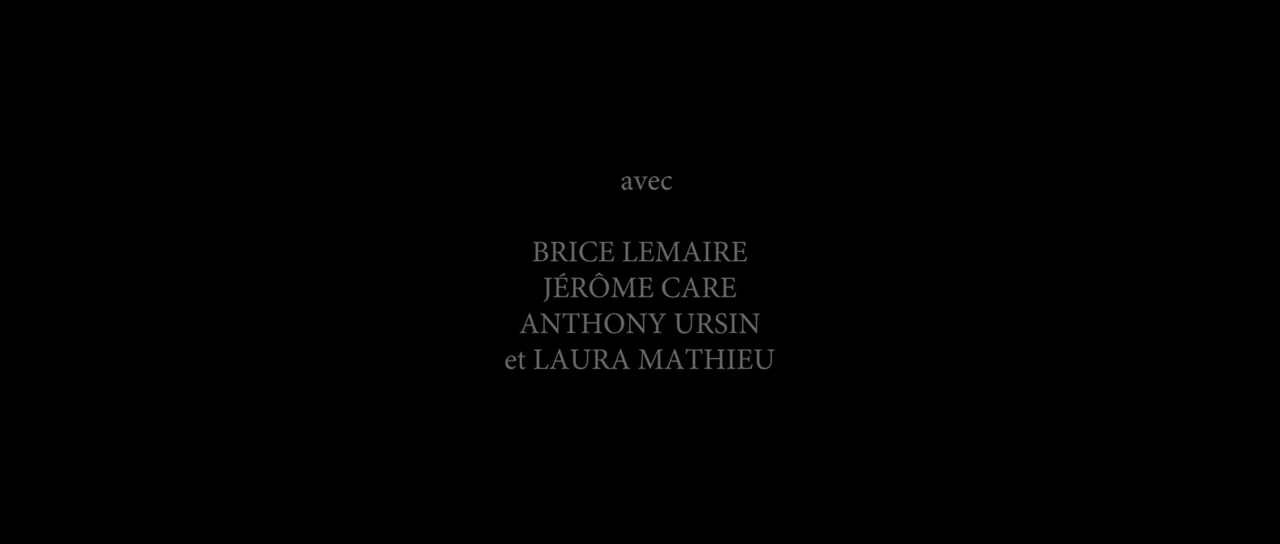 avec
BRICE LEMAIRE
JÉRÔME CARE
ANTHONY URSIN
et LAURA MATHIEU